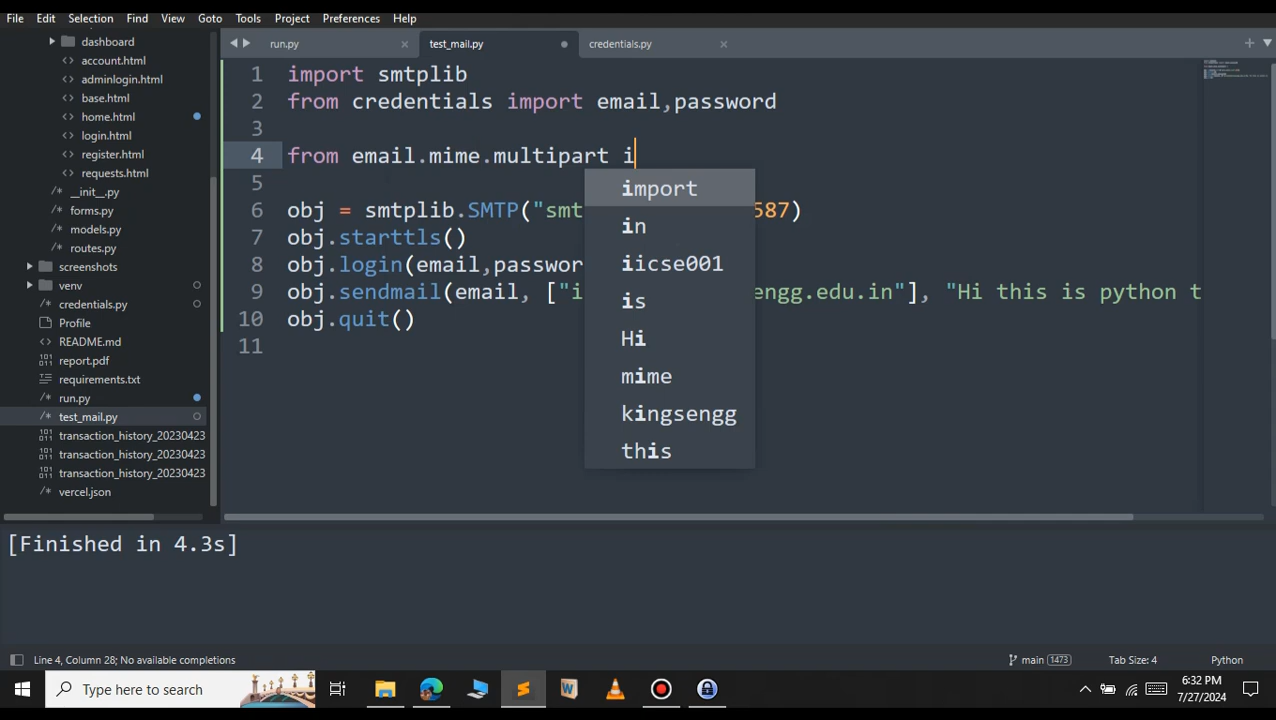 File Edit Selection Find View Goto Tools Project Preferences Help
dashboard
account.html
adminlogin.html
base.html
home.html
login.html
register.html
requests.html
__init__.py
forms.py
models.py
routes.py
screenshots
venv
credentials.py
Profile
README.md
report.pdf
requirements.txt
run.py
test_mail.py
transaction_history_20230423
transaction_history_20230423
transaction_history_20230423
vercel.json
run.py test_mail.py credentials.py
1 import smtplib
2 from credentials import email,password
3
4 from email.mime.multipart i
5
6 obj = smtplib.SMTP("smt 587)
7 obj.starttls()
8 obj.login(email,passwor
9 obj.sendmail(email, ["i engg.edu.in"], "Hi this is python t
10 obj.quit()
11
import
in
iicse001
is
Hi
mime
kingsengg
this
[Finished in 4.3s]
Line 4, Column 28; No available completions
main 1473
Tab Size: 4
Python
Type here to search
6:32 PM
7/27/2024